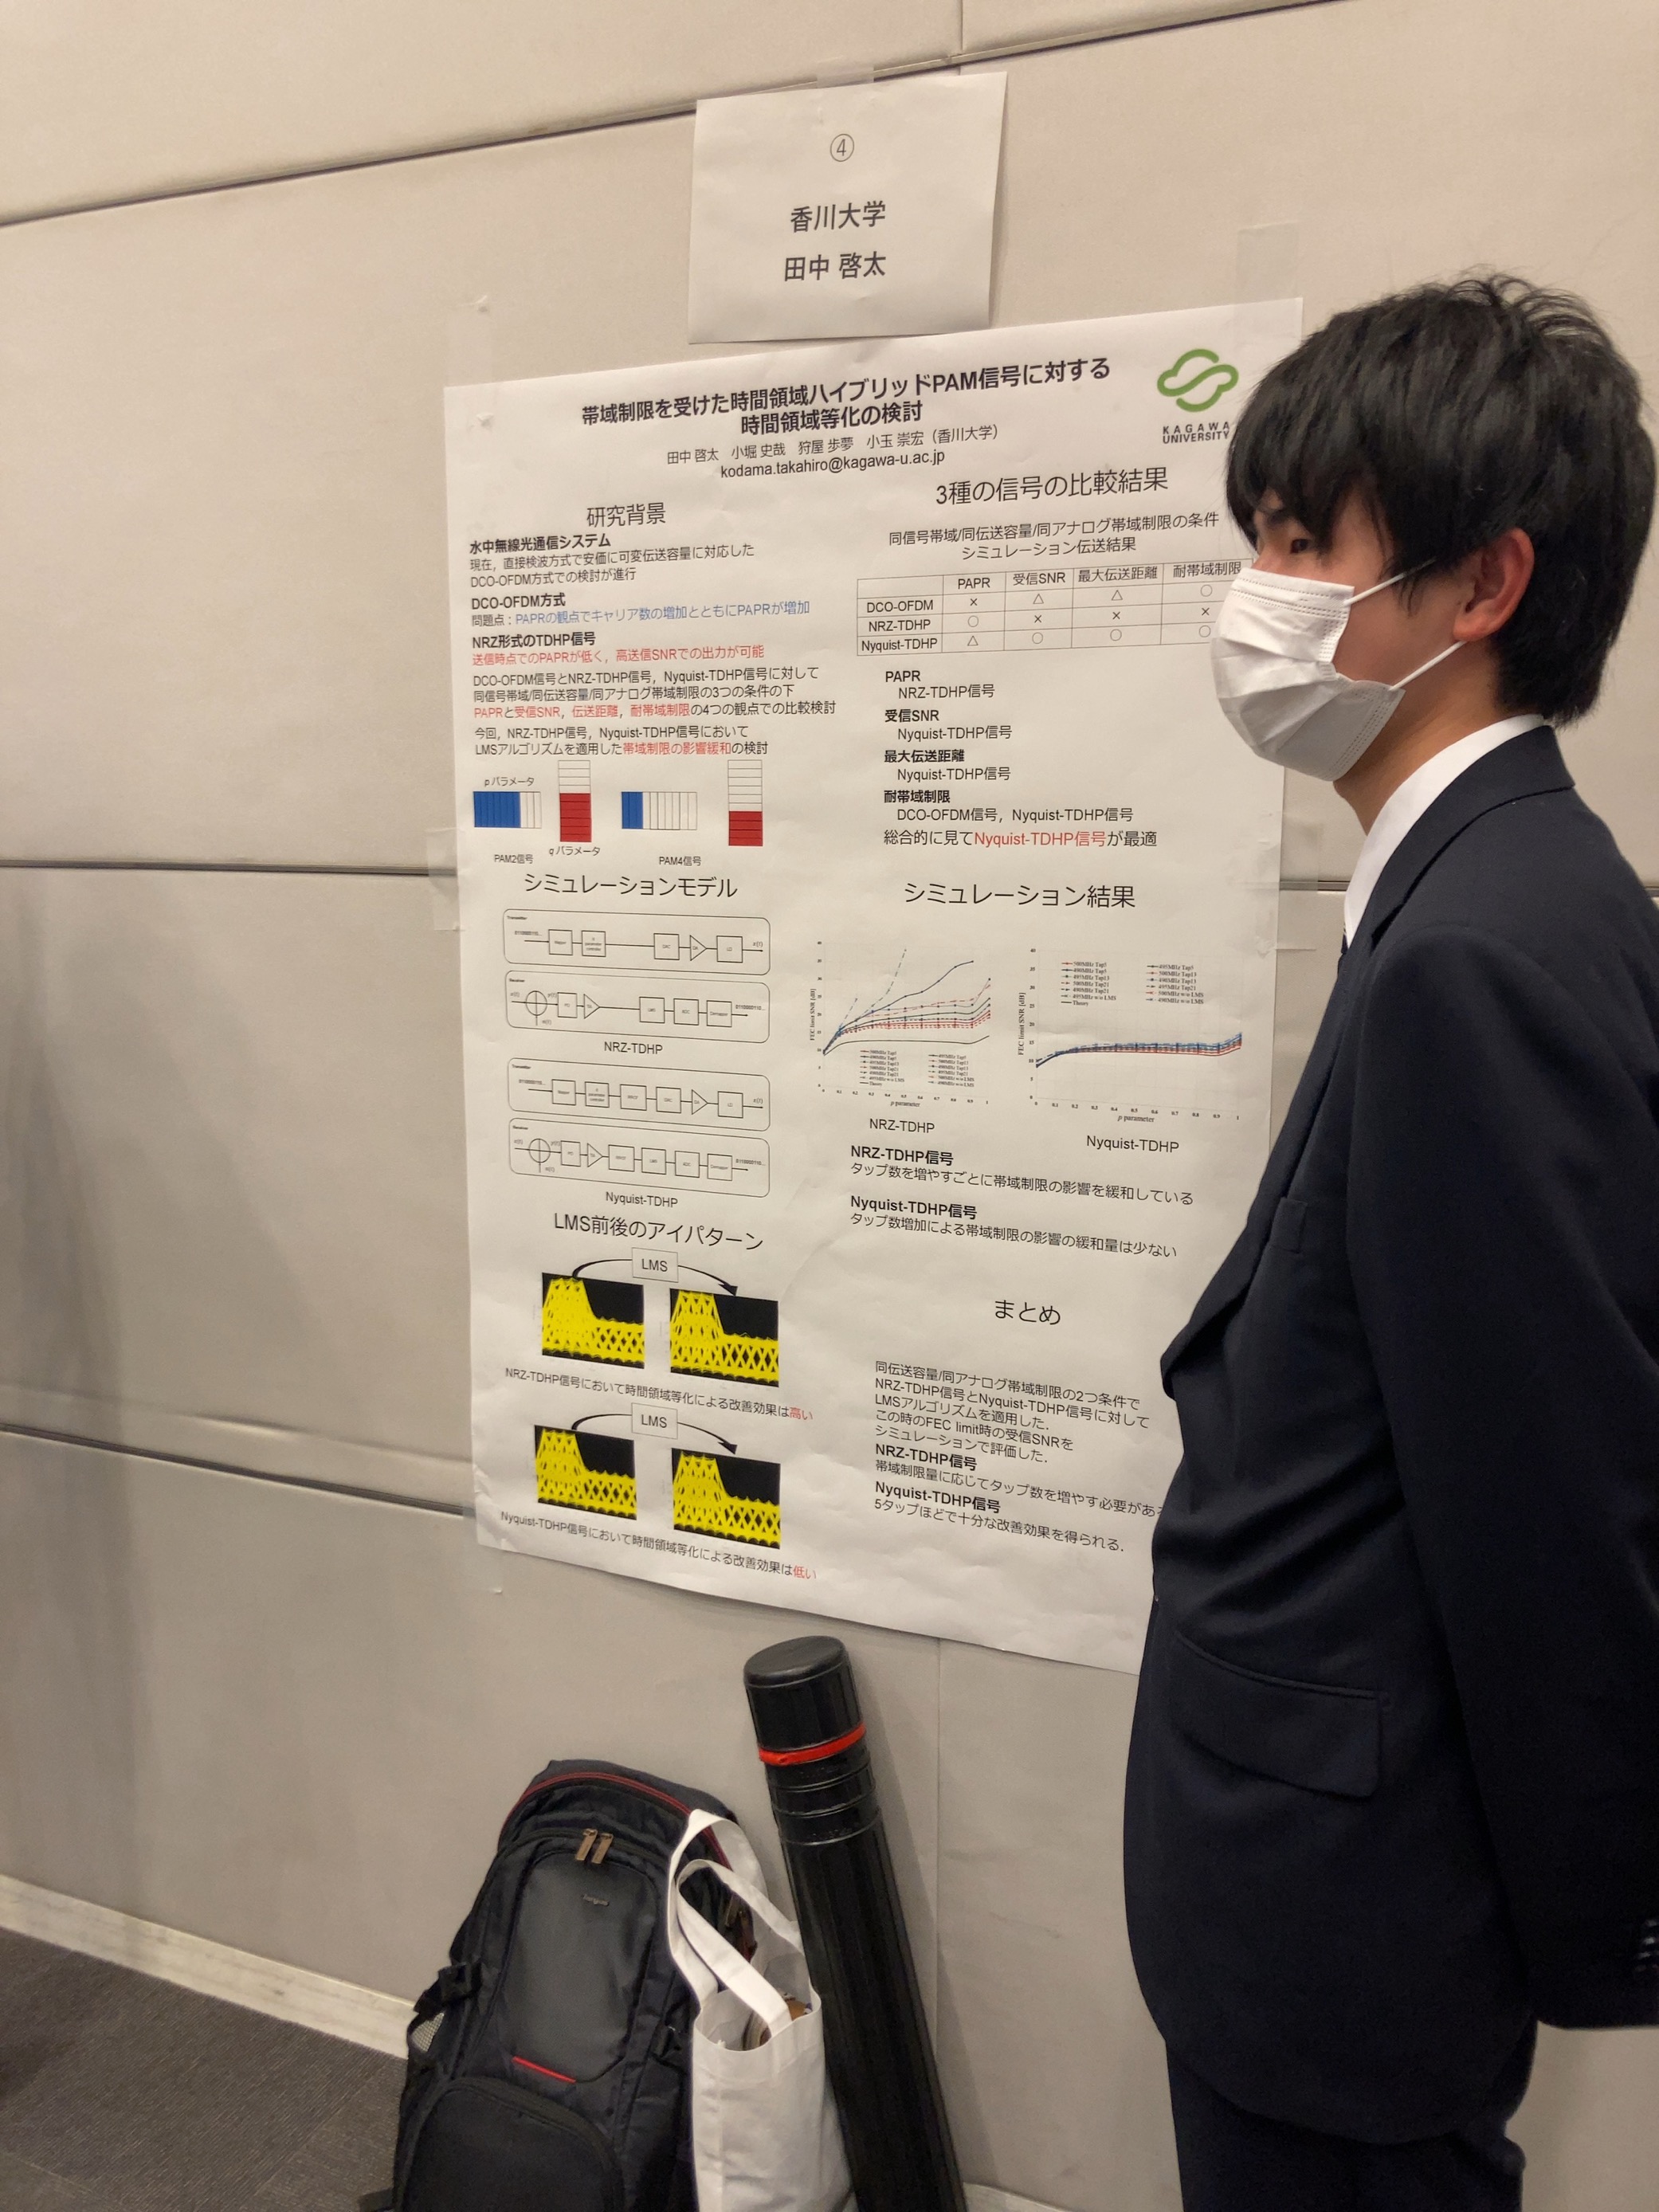 ④
香川大学
田中 啓太
帯域制限を受けた時間領域ハイブリッドPAM信号に対する
時間領域等化の検討
田中 啓太　小堀 史哉　狩屋 歩夢　小玉 崇宏（香川大学）
kodama.takahiro@kagawa-u.ac.jp
KAGAWA
UNIVERSITY
研究背景
水中無線光通信システム
現在，直接検波方式で安価に可変伝送容量に対応した
DCO-OFDM方式での検討が進行
DCO-OFDM方式
問題点：PAPRの観点でキャリア数の増加とともにPAPRが増加
NRZ形式のTDHP信号
送信時点でのPAPRが低く，高送信SNRでの出力が可能
DCO-OFDM信号とNRZ-TDHP信号，Nyquist-TDHP信号に対して
同信号帯域/同伝送容量/同アナログ帯域制限の3つの条件の下
PAPRと受信SNR，伝送距離，耐帯域制限の4つの観点での比較検討
今回，NRZ-TDHP信号，Nyquist-TDHP信号において
LMSアルゴリズムを適用した帯域制限の影響緩和の検討
p パラメータ
q パラメータ
PAM2信号
PAM4信号
シミュレーションモデル
Transmitter
Receiver
NRZ-TDHP
Transmitter
Receiver
Nyquist-TDHP
LMS前後のアイパターン
LMS
NRZ-TDHP信号において時間領域等化による改善効果は高い
LMS
Nyquist-TDHP信号において時間領域等化による改善効果は低い
3種の信号の比較結果
同信号帯域/同伝送容量/同アナログ帯域制限の条件
シミュレーション伝送結果
PAPR 受信SNR 最大伝送距離 耐帯域制限
DCO-OFDM × △ △ ○
NRZ-TDHP ○ × × ×
Nyquist-TDHP △ ○ ○ ○
PAPR
NRZ-TDHP信号
受信SNR
Nyquist-TDHP信号
最大伝送距離
Nyquist-TDHP信号
耐帯域制限
DCO-OFDM信号，Nyquist-TDHP信号
総合的に見てNyquist-TDHP信号が最適
シミュレーション結果
FEC limit SNR [dB]
p parameter
NRZ-TDHP
FEC limit SNR [dB]
p parameter
Nyquist-TDHP
NRZ-TDHP信号
タップ数を増やすごとに帯域制限の影響を緩和している
Nyquist-TDHP信号
タップ数増加による帯域制限の影響の緩和量は少ない
まとめ
同伝送容量/同アナログ帯域制限の2つ条件で
NRZ-TDHP信号とNyquist-TDHP信号に対して
LMSアルゴリズムを適用した．
この時のFEC limit時の受信SNRを
シミュレーションで評価した．
NRZ-TDHP信号
帯域制限量に応じてタップ数を増やす必要がある
Nyquist-TDHP信号
5タップほどで十分な改善効果を得られる．